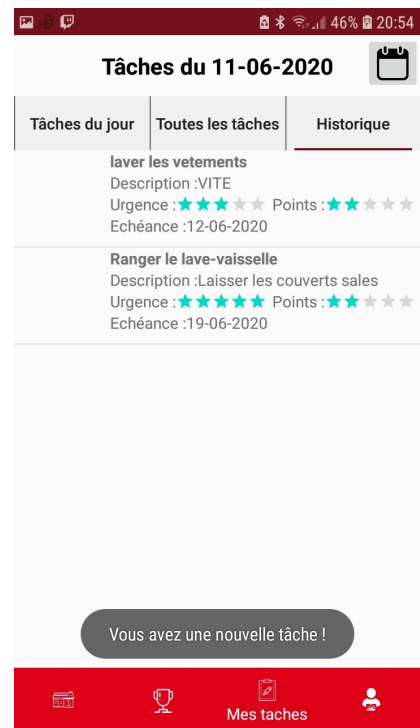 46% 20:54
Tâches du 11-06-2020
Tâches du jour Toutes les tâches Historique
laver les vetements
Description :VITE
Urgence : Points :
Echéance :12-06-2020
Ranger le lave-vaisselle
Description :Laisser les couverts sales
Urgence : Points :
Echéance :19-06-2020
Vous avez une nouvelle tâche !
Mes taches